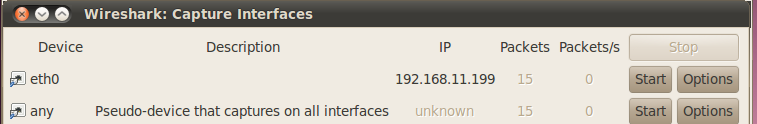 Wireshark: Capture Interfaces
Device Description IP Packets Packets/s Stop
eth0 192.168.11.199 15 0 Start Options
any Pseudo-device that captures on all interfaces unknown 15 0 Start Options